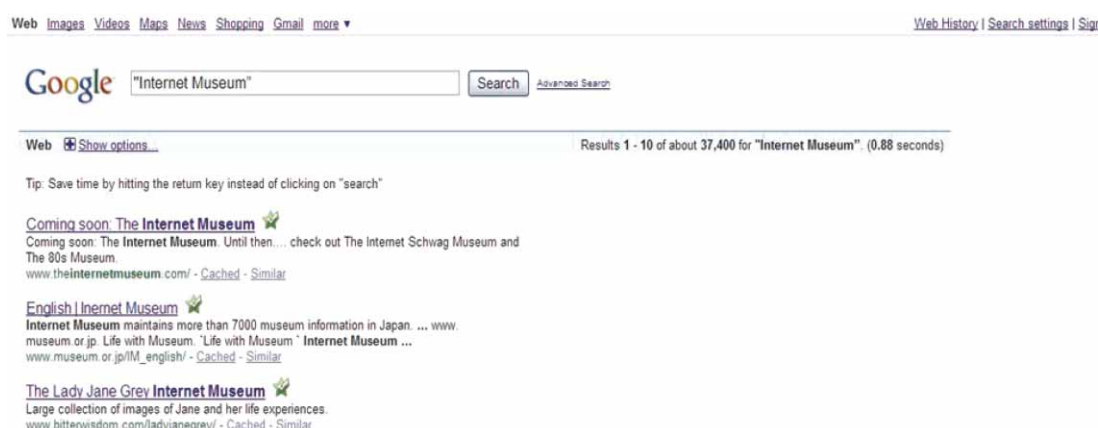 Web Images Videos Maps News Shopping Gmail more ▼ Web History | Search settings | Sign
Google "Internet Museum" Search Advanced Search
Web Show options... Results 1 - 10 of about 37,400 for "Internet Museum". (0.88 seconds)
Tip: Save time by hitting the return key instead of clicking on "search"
Coming soon: The Internet Museum
Coming soon: The Internet Museum. Until then.... check out The Internet Schwag Museum and
The 80s Museum.
www.theinternetmuseum.com/ - Cached - Similar
English | Inernet Museum
Internet Museum maintains more than 7000 museum information in Japan. ... www.
museum.or.jp. Life with Museum. `Life with Museum ` Internet Museum ...
www.museum.or.jp/IM_english/ - Cached - Similar
The Lady Jane Grey Internet Museum
Large collection of images of Jane and her life experiences.
www.bitterwisdom.com/ladyjanegrey/ - Cached - Similar